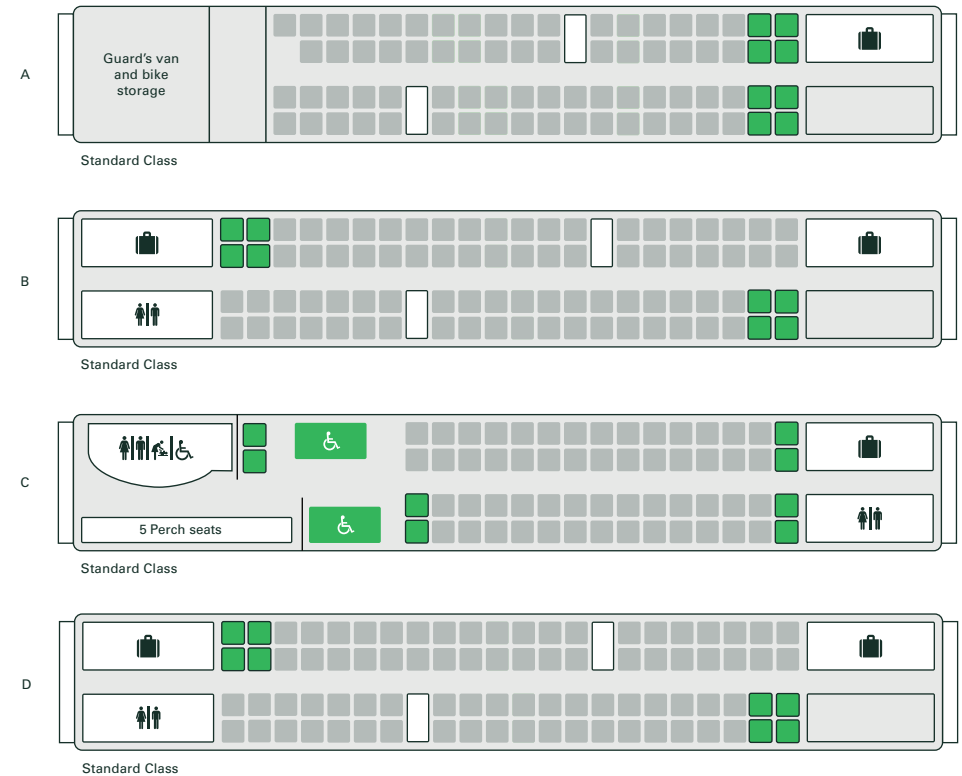 A
Guard's van
and bike
storage
Standard Class
B
Standard Class
C
5 Perch seats
Standard Class
D
Standard Class